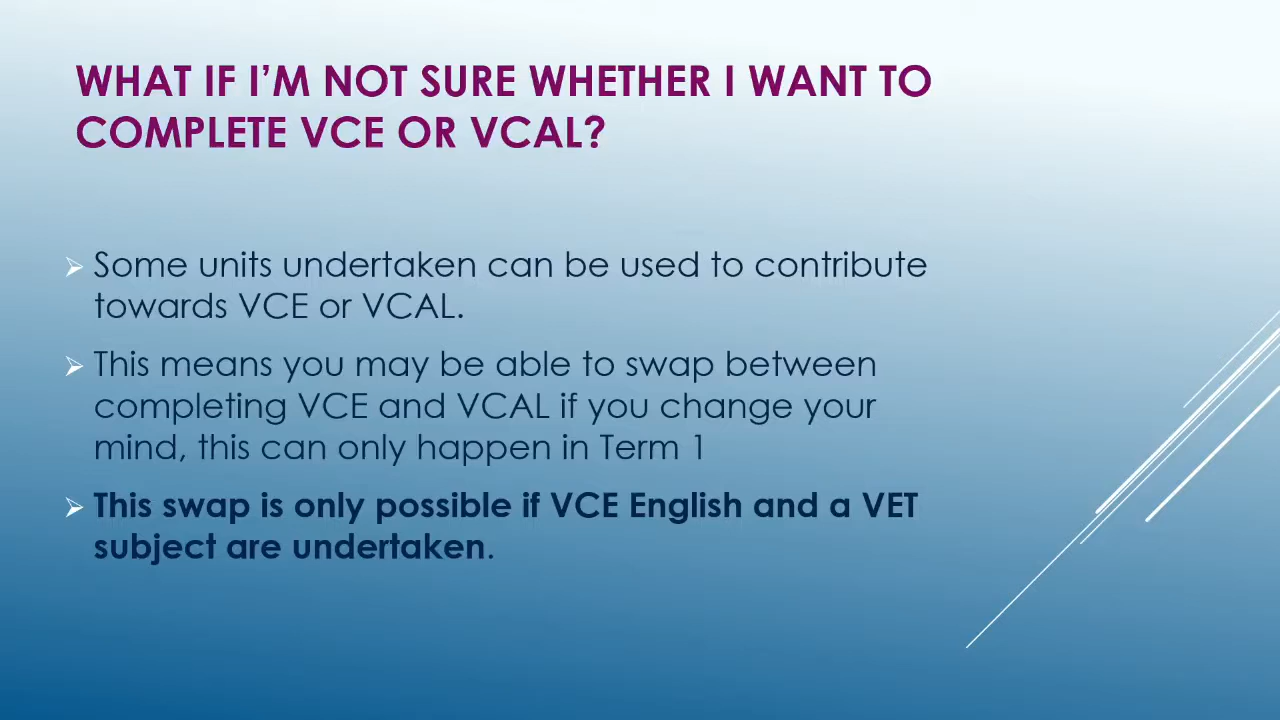 WHAT IF I'M NOT SURE WHETHER I WANT TO
COMPLETE VCE OR VCAL?
Some units undertaken can be used to contribute
towards VCE or VCAL.
This means you may be able to swap between
completing VCE and VCAL if you change your
mind, this can only happen in Term 1
This swap is only possible if VCE English and a VET
subject are undertaken.